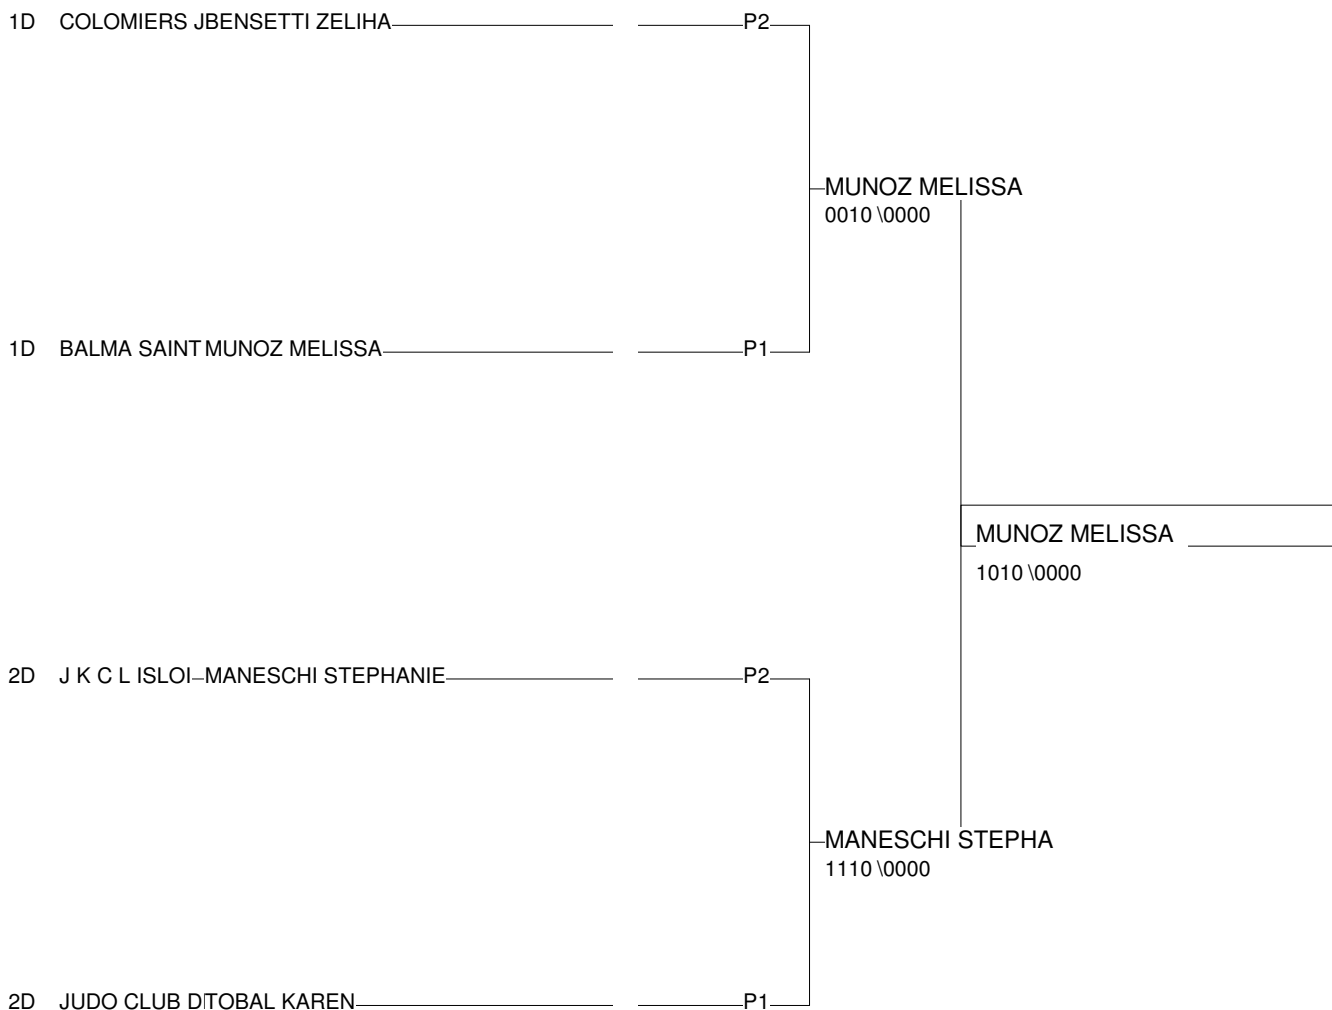 1D COLOMIERS JBENSETTI ZELIHA P2
MUNOZ MELISSA
0010 \0000
1D BALMA SAINT MUNOZ MELISSA P1
MUNOZ MELISSA
1010 \0000
2D J K C L ISLOI MANESCHI STEPHANIE P2
MANESCHI STEPHA
1110 \0000
2D JUDO CLUB DTOBAL KAREN P1